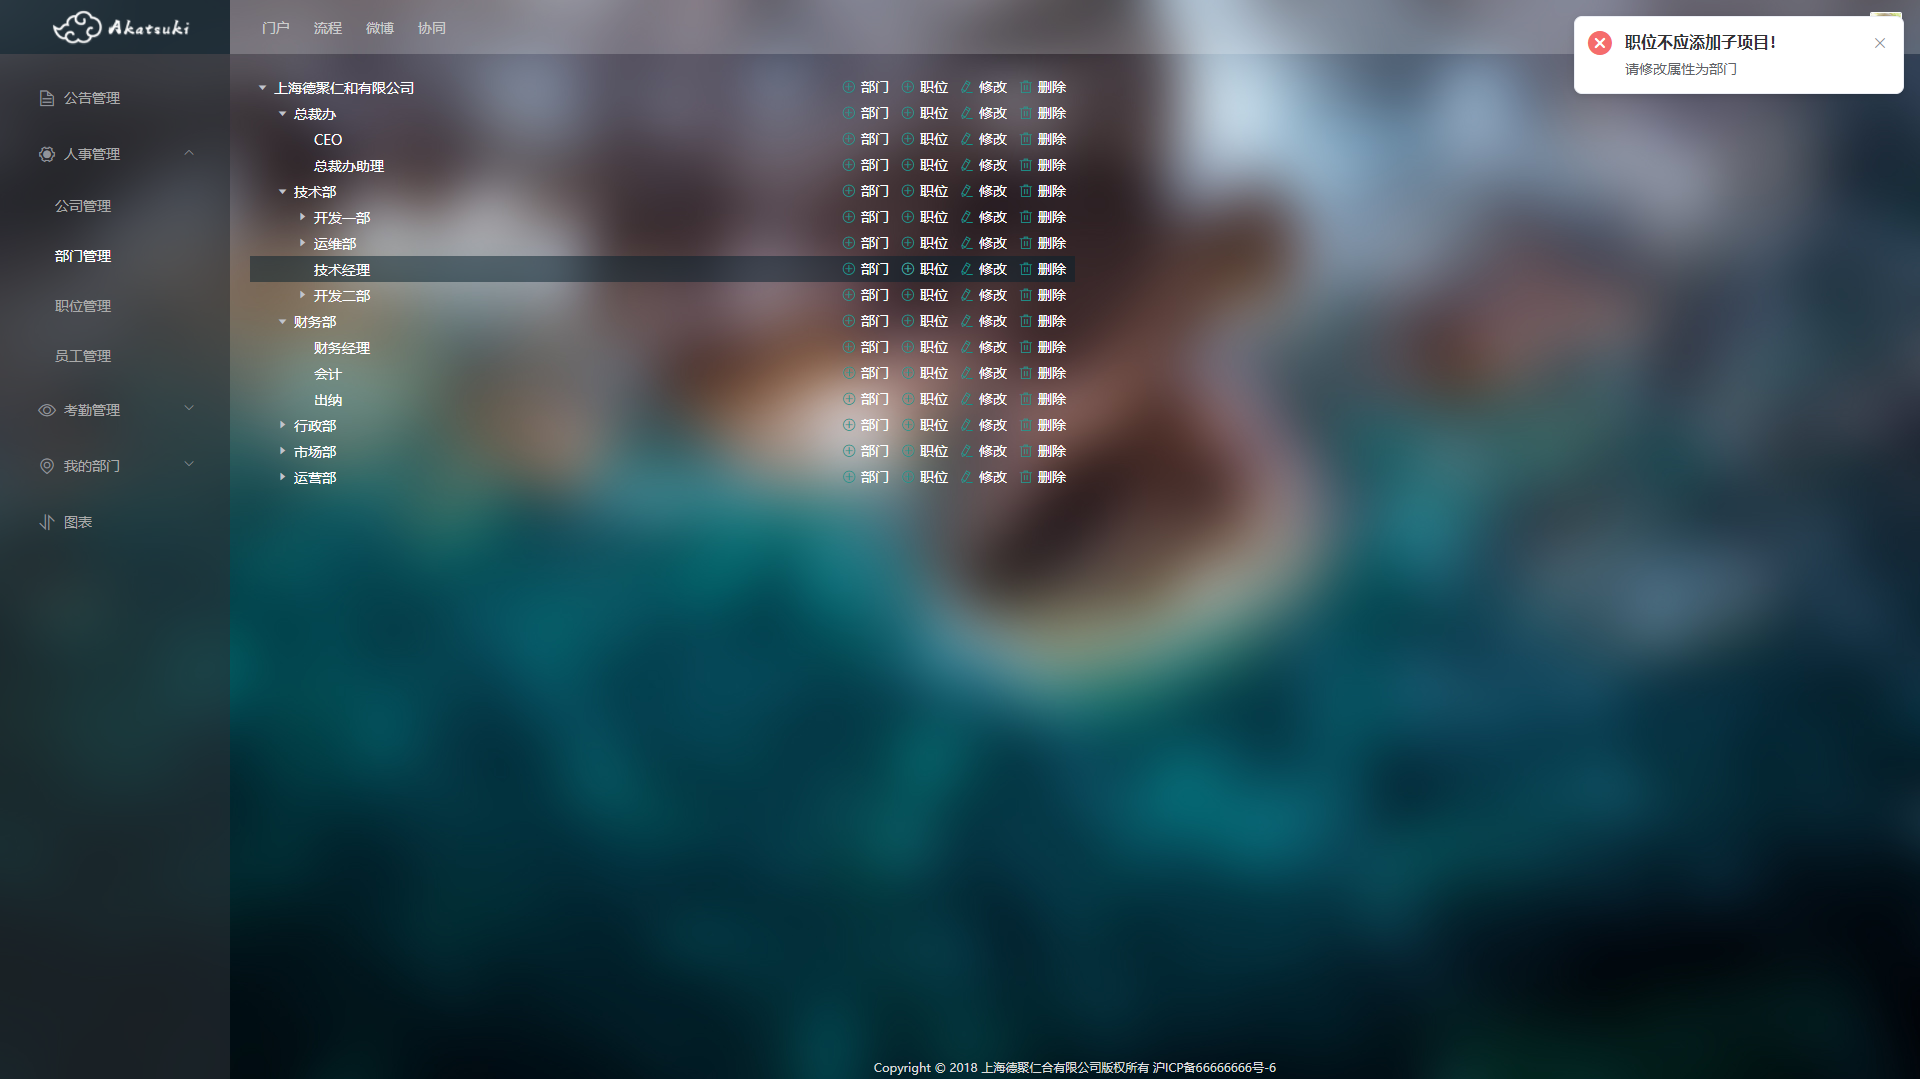 Akatsuki
门户 流程 微博 协同
职位不应添加子项目!
请修改属性为部门
公告管理
人事管理
公司管理
部门管理
职位管理
员工管理
考勤管理
我的部门
图表
上海德聚仁和有限公司 部门 职位 修改 删除
总裁办 部门 职位 修改 删除
CEO 部门 职位 修改 删除
总裁办助理 部门 职位 修改 删除
技术部 部门 职位 修改 删除
开发一部 部门 职位 修改 删除
运维部 部门 职位 修改 删除
技术经理 部门 职位 修改 删除
开发二部 部门 职位 修改 删除
财务部 部门 职位 修改 删除
财务经理 部门 职位 修改 删除
会计 部门 职位 修改 删除
出纳 部门 职位 修改 删除
行政部 部门 职位 修改 删除
市场部 部门 职位 修改 删除
运营部 部门 职位 修改 删除
Copyright © 2018 上海德聚仁合有限公司版权所有 沪ICP备66666666号-6